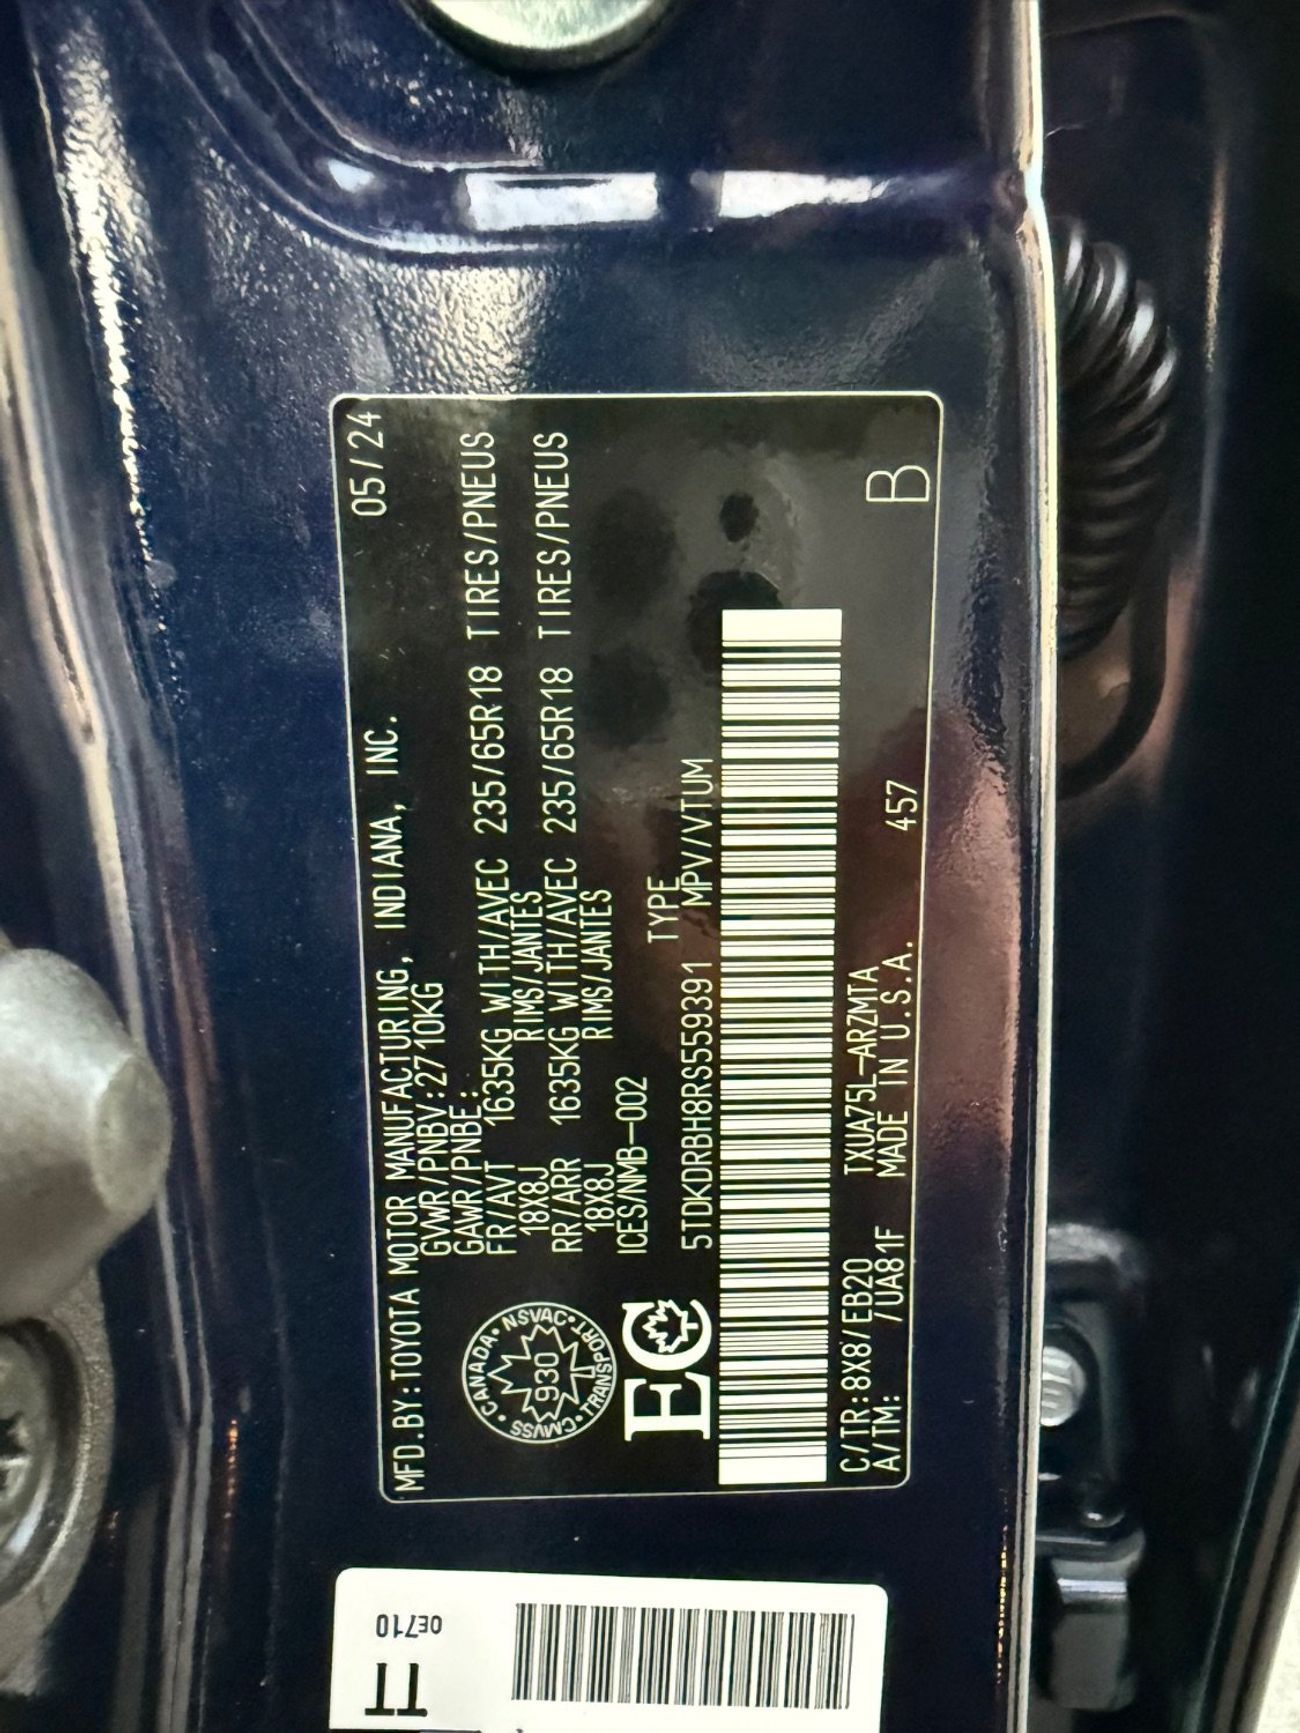 MFD.BY:TOYOTA MOTOR MANUFACTURING, INDIANA, INC. 05/24
GVWR/PNBV:2710KG
GAWR/PNBE:
FR/AVT 1635KG WITH/AVEC 235/65R18 TIRES/PNEUS
18X8J RIMS/JANTES
RR/ARR 1635KG WITH/AVEC 235/65R18 TIRES/PNEUS
18X8J RIMS/JANTES
ICES/NMB-002 TYPE
5TDKDRBH8RS559391 MPV/VTUM
CANADA • NSVAC • TRANSPORT • CMVSS
930
EC
C/TR:8X8/EB20 TXUA75L-ARZMTA
A/TM: /UA81F MADE IN U.S.A. 457
B
TT
0E710